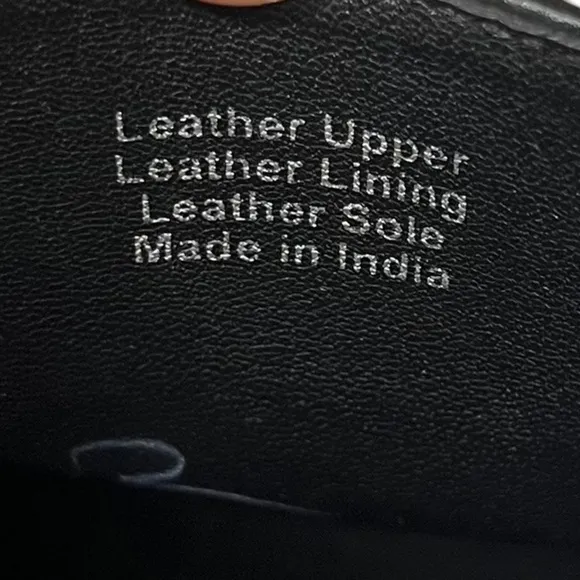 Leather Upper
Leather Lining
Leather Sole
Made in India